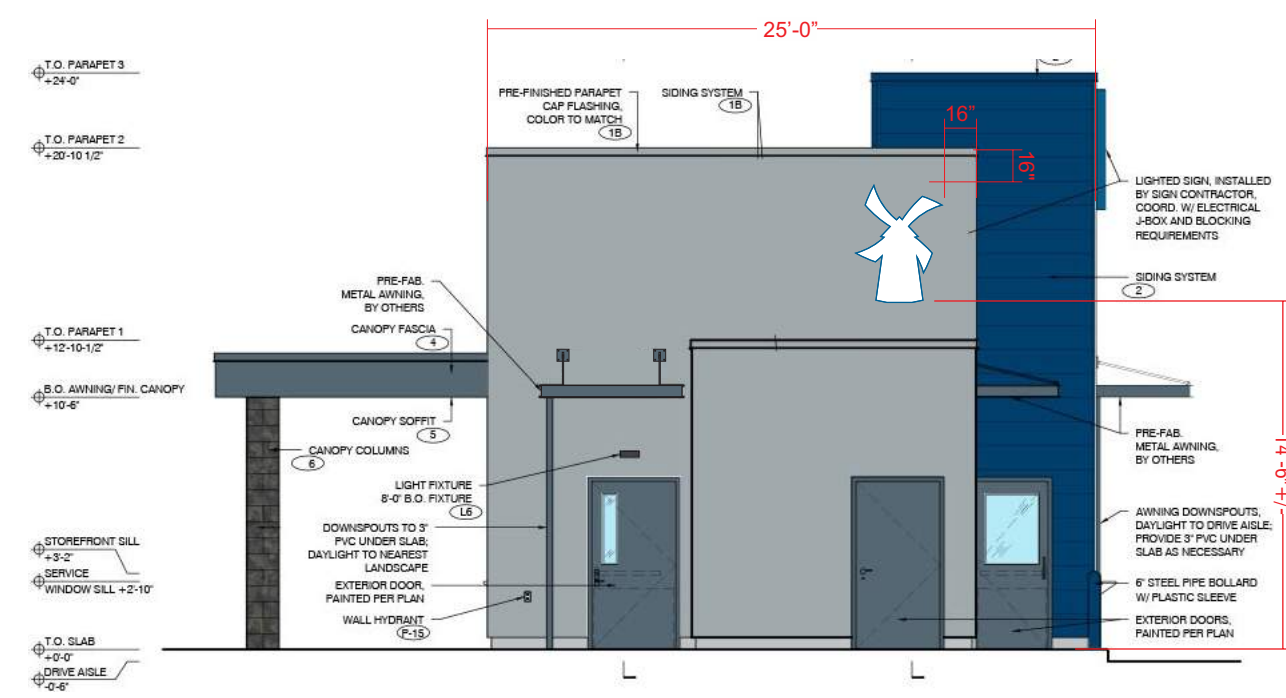 25'-0"
T.O. PARAPET 3
+24'-0"
T.O. PARAPET 2
+20'-10 1/2"
T.O. PARAPET 1
+12'-10-1/2"
B.O. AWNING/ FIN. CANOPY
+10'-6"
STOREFRONT SILL
+3'-2"
SERVICE
WINDOW SILL +2'-10"
T.O. SLAB
+0'-0"
DRIVE AISLE
-0'-6"
PRE-FINISHED PARAPET
CAP FLASHING,
COLOR TO MATCH
1B
SIDING SYSTEM
1B
16"
16"
PRE-FAB.
METAL AWNING,
BY OTHERS
CANOPY FASCIA
4
CANOPY SOFFIT
5
CANOPY COLUMNS
6
LIGHT FIXTURE
8'-0" B.O. FIXTURE
L6
DOWNSPOUTS TO 3"
PVC UNDER SLAB;
DAYLIGHT TO NEAREST
LANDSCAPE
EXTERIOR DOOR,
PAINTED PER PLAN
WALL HYDRANT
P-15
LIGHTED SIGN, INSTALLED
BY SIGN CONTRACTOR,
COORD. W/ ELECTRICAL
J-BOX AND BLOCKING
REQUIREMENTS
SIDING SYSTEM
2
PRE-FAB.
METAL AWNING,
BY OTHERS
14'-6"+/-
AWNING DOWNSPOUTS,
DAYLIGHT TO DRIVE AISLE;
PROVIDE 3" PVC UNDER
SLAB AS NECESSARY
6" STEEL PIPE BOLLARD
W/ PLASTIC SLEEVE
EXTERIOR DOORS,
PAINTED PER PLAN